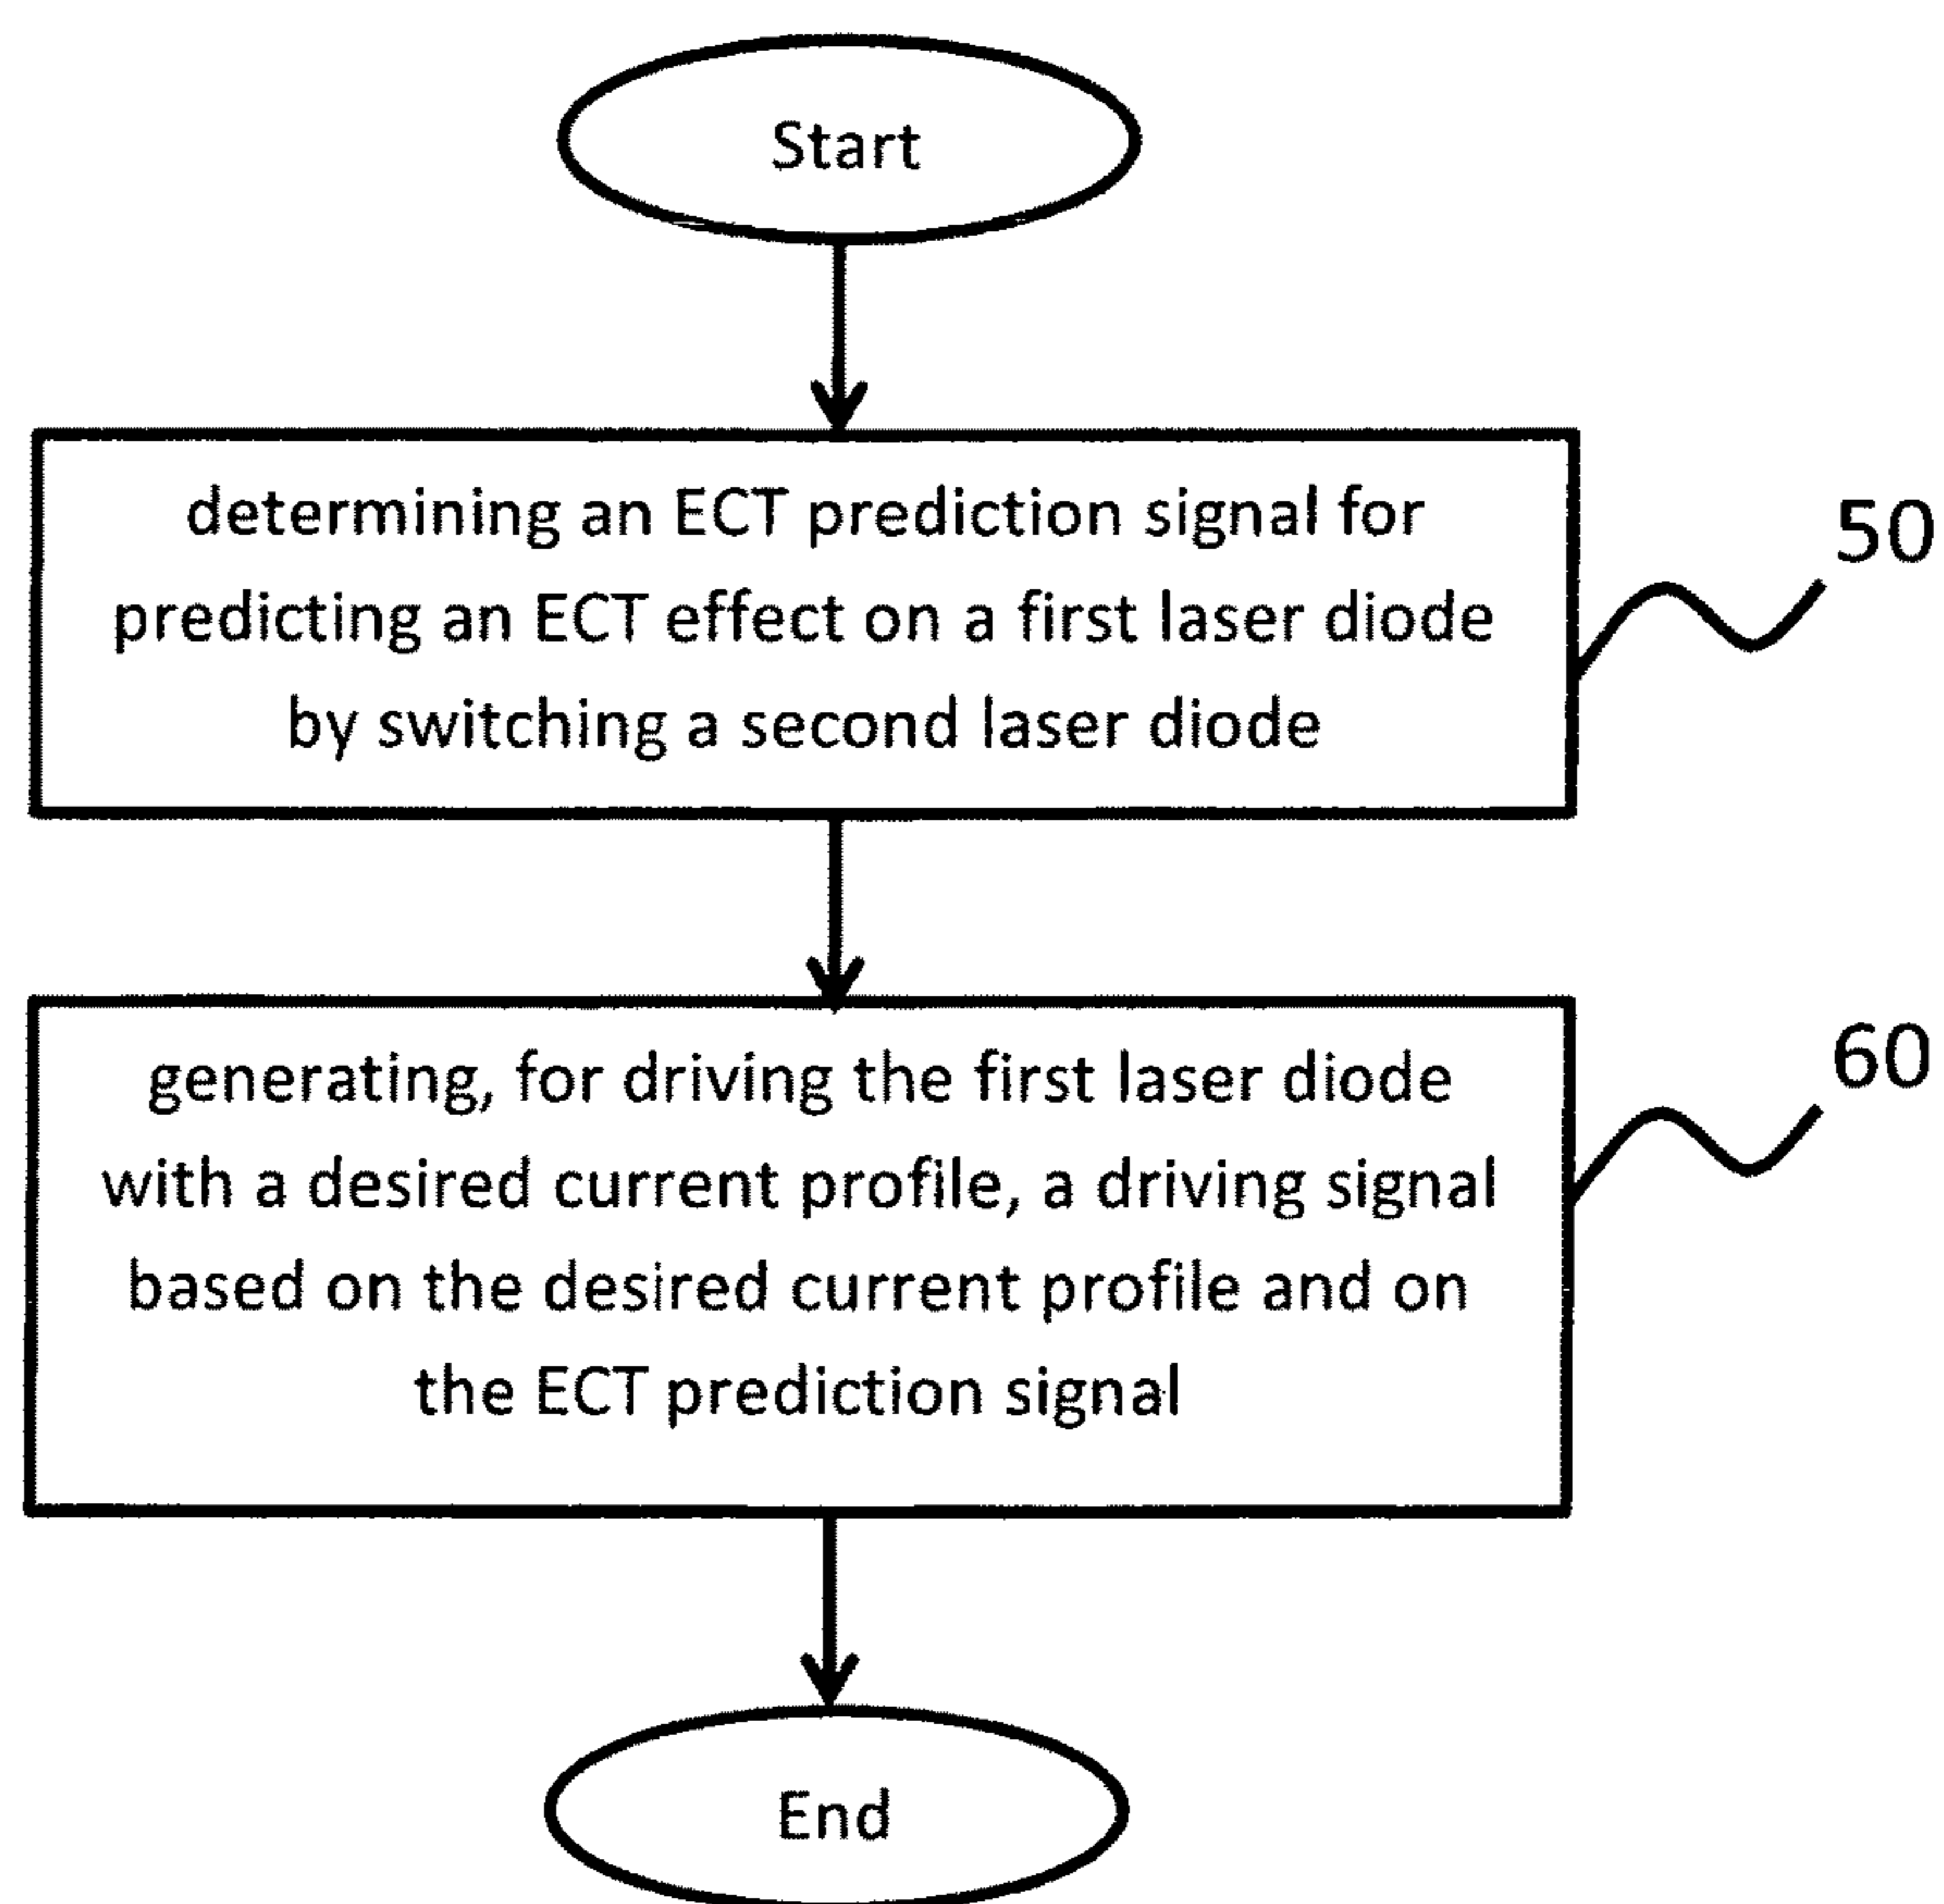 Start
determining an ECT prediction signal for
predicting an ECT effect on a first laser diode
by switching a second laser diode
50
generating, for driving the first laser diode
with a desired current profile, a driving signal
based on the desired current profile and on
the ECT prediction signal
60
End